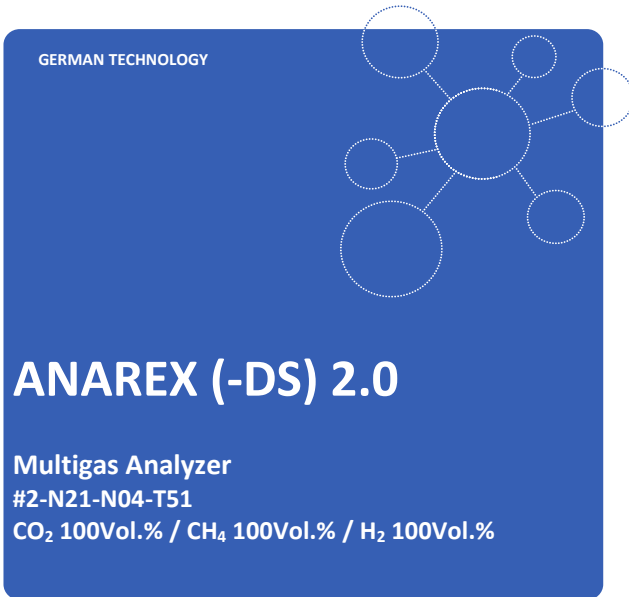 GERMAN TECHNOLOGY
ANAREX (-DS) 2.0
Multigas Analyzer
#2-N21-N04-T51
CO₂ 100Vol.% / CH₄ 100Vol.% / H₂ 100Vol.%